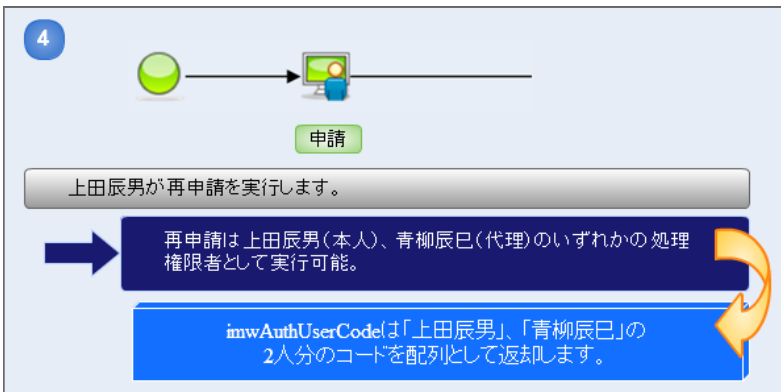 4
申請
上田辰男が再申請を実行します。
再申請は上田辰男(本人)、青柳辰巳(代理)のいずれかの処理
権限者として実行可能。
imwAuthUserCodeは「上田辰男」、「青柳辰巳」の
2人分のコードを配列として返却します。